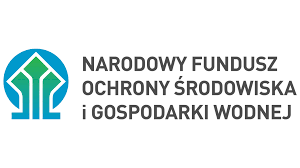 NARODOWY FUNDUSZ
OCHRONY ŚRODOWISKA
i GOSPODARKI WODNEJ